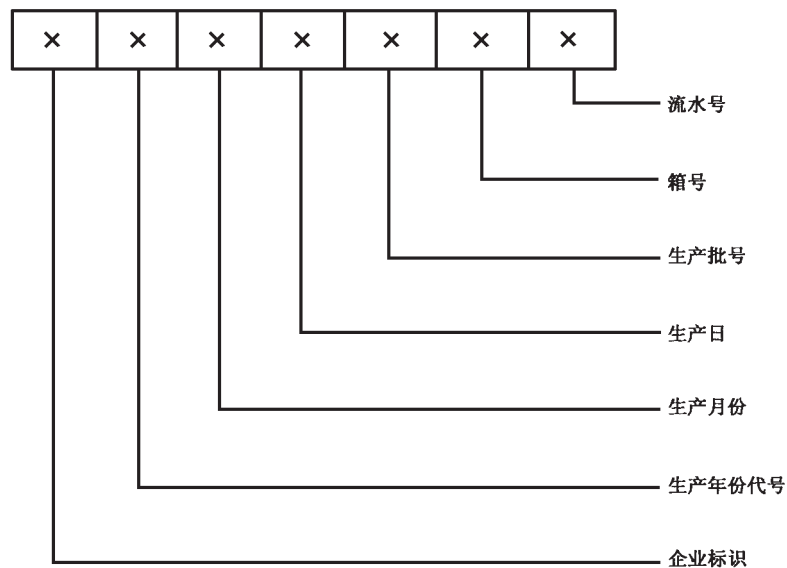 × × × × × × ×
流水号
箱号
生产批号
生产日
生产月份
生产年份代号
企业标识